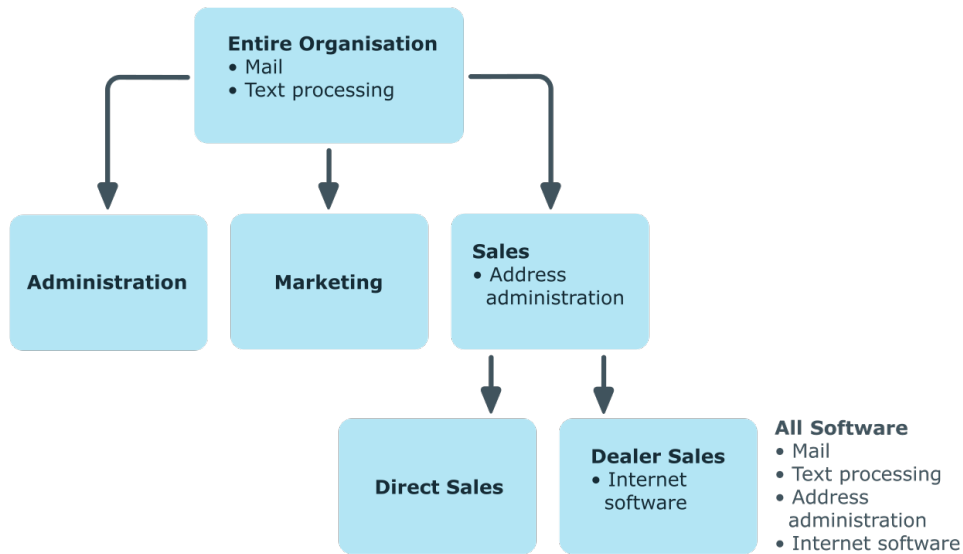 Entire Organisation
• Mail
• Text processing
Administration
Marketing
Sales
• Address
administration
Direct Sales
Dealer Sales
• Internet
software
All Software
• Mail
• Text processing
• Address
administration
• Internet software